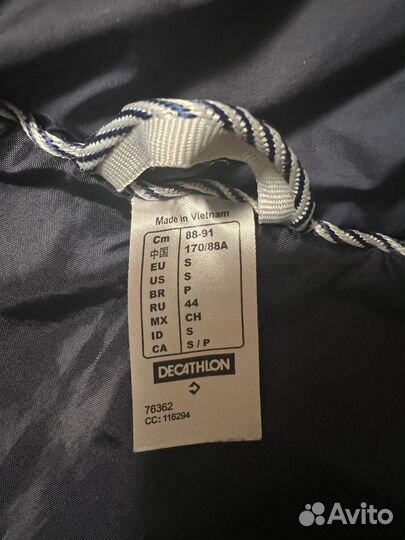 Made in Vietnam
Cm 88-91
中国 170/88A
EU S
US S
BR P
RU 44
MX CH
ID S
CA S / P
DECATHLON
76362
CC: 116294
Avito